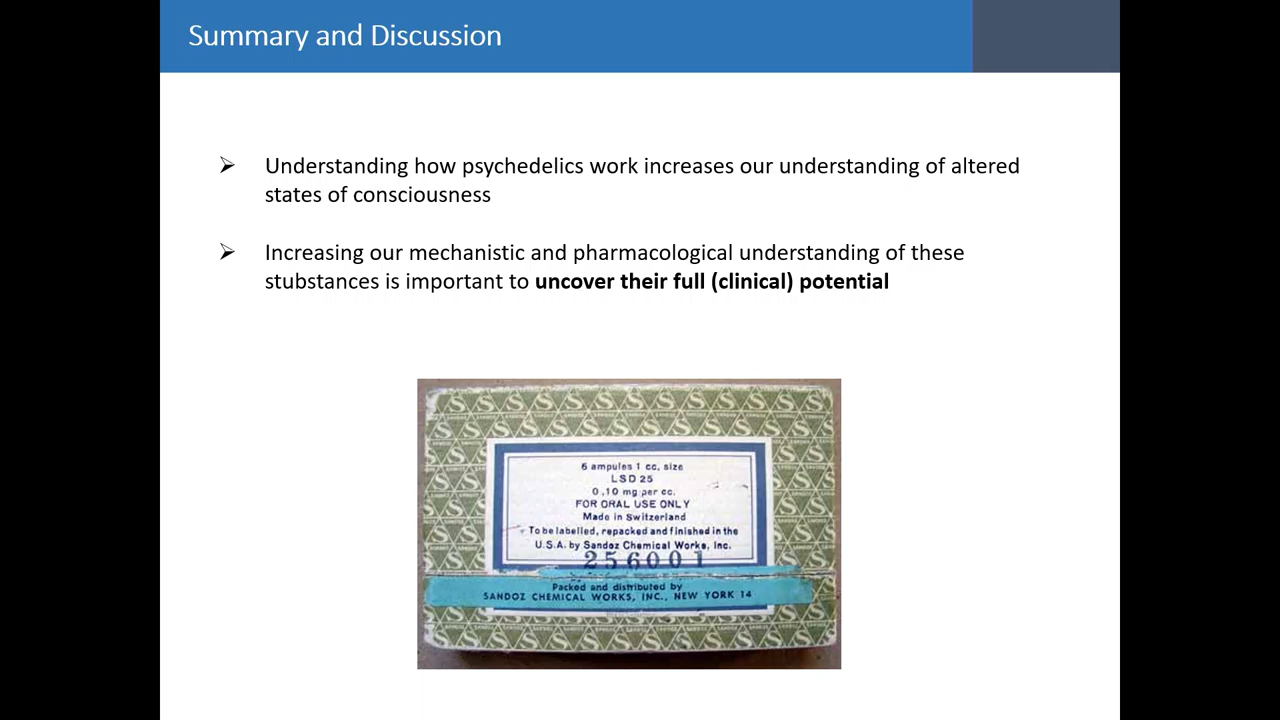 Summary and Discussion
Understanding how psychedelics work increases our understanding of altered
states of consciousness
Increasing our mechanistic and pharmacological understanding of these
stubstances is important to uncover their full (clinical) potential
6 ampules 1 cc. size
LSD 25
0,10 mg per cc.
FOR ORAL USE ONLY
Made in Switzerland
To be labelled, repacked and finished in the
U.S.A. by Sandoz Chemical Works, Inc.
256001
Packed and distributed by
SANDOZ CHEMICAL WORKS, INC., NEW YORK 14